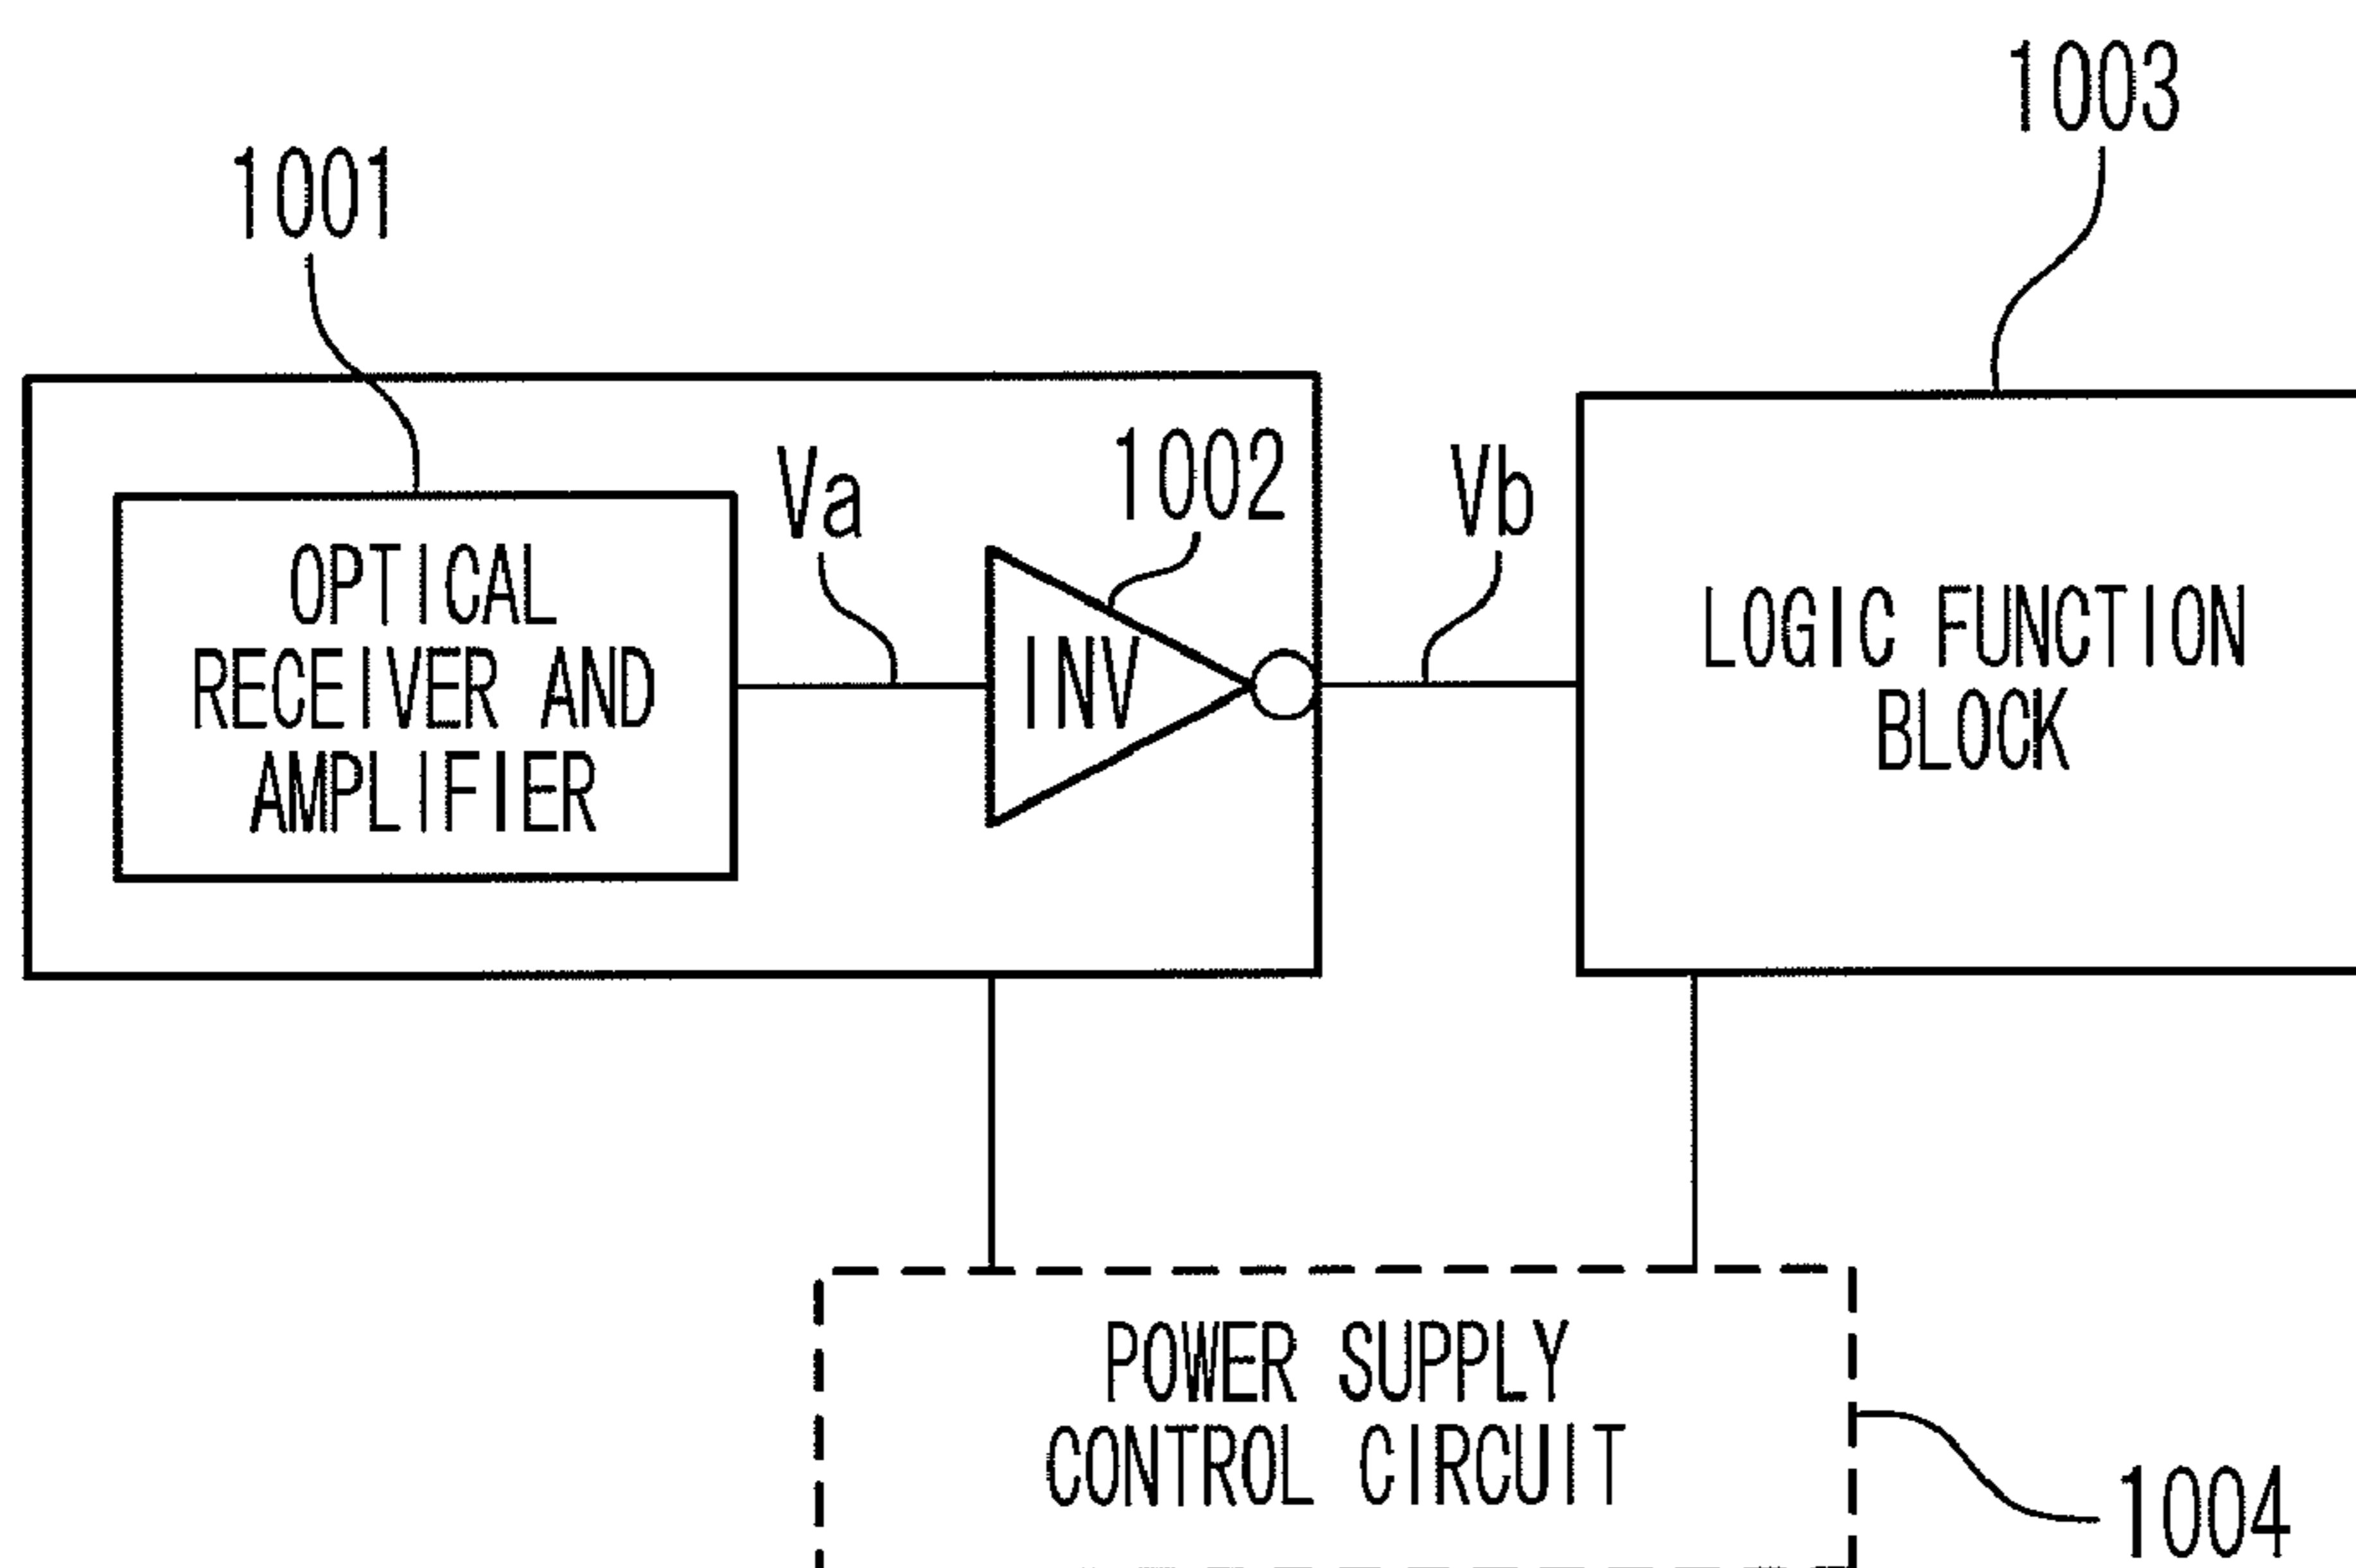 1003
1001
Va
1002
Vb
OPTICAL
RECEIVER AND
AMPLIFIER
INV
LOGIC FUNCTION
BLOCK
POWER SUPPLY
CONTROL CIRCUIT
1004